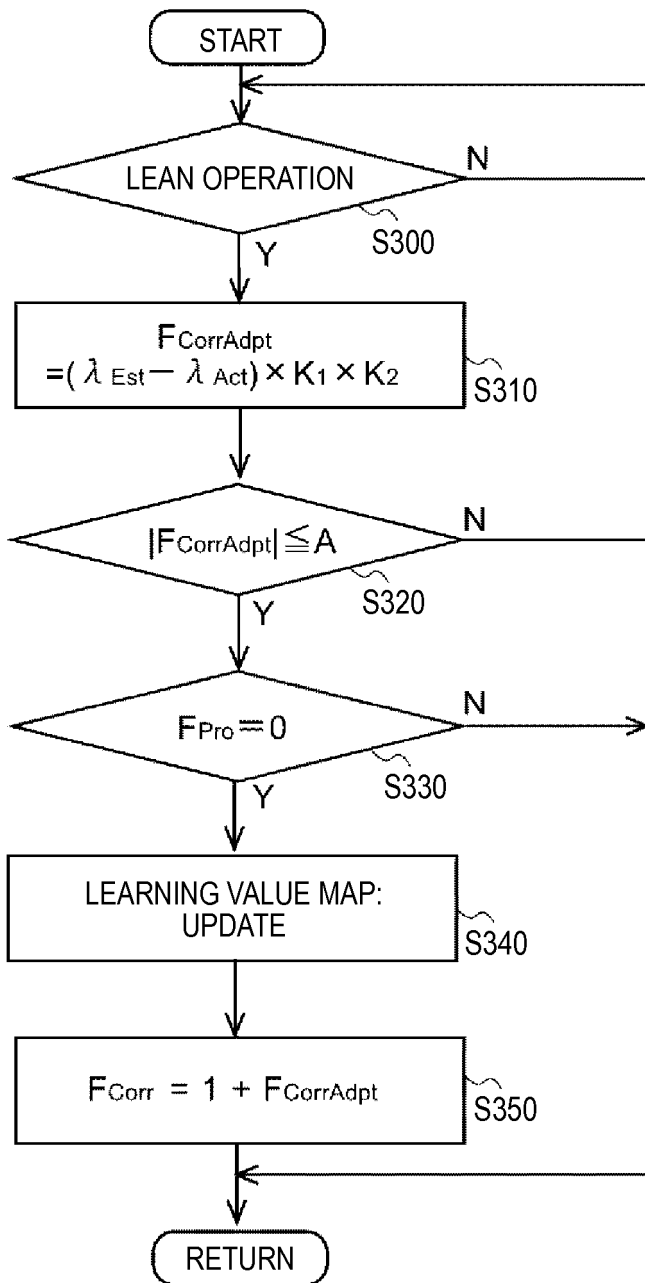 START
LEAN OPERATION
N
S300
Y
FCorrAdpt
=(λEst−λAct)×K1×K2
S310
|FCorrAdpt|≦A
N
S320
Y
FPro=0
N
S330
Y
LEARNING VALUE MAP:
UPDATE
S340
FCorr = 1 + FCorrAdpt
S350
RETURN